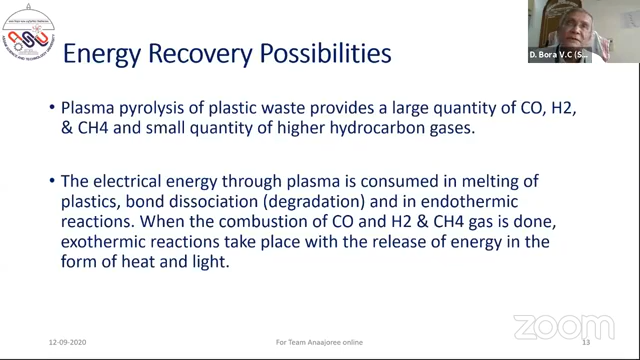 Energy Recovery Possibilities
D. Bora V.C (S...
• Plasma pyrolysis of plastic waste provides a large quantity of CO, H2,
& CH4 and small quantity of higher hydrocarbon gases.
• The electrical energy through plasma is consumed in melting of
plastics, bond dissociation (degradation) and in endothermic
reactions. When the combustion of CO and H2 & CH4 gas is done,
exothermic reactions take place with the release of energy in the
form of heat and light.
12-09-2020
For Team Anaajoree online
13
zoom